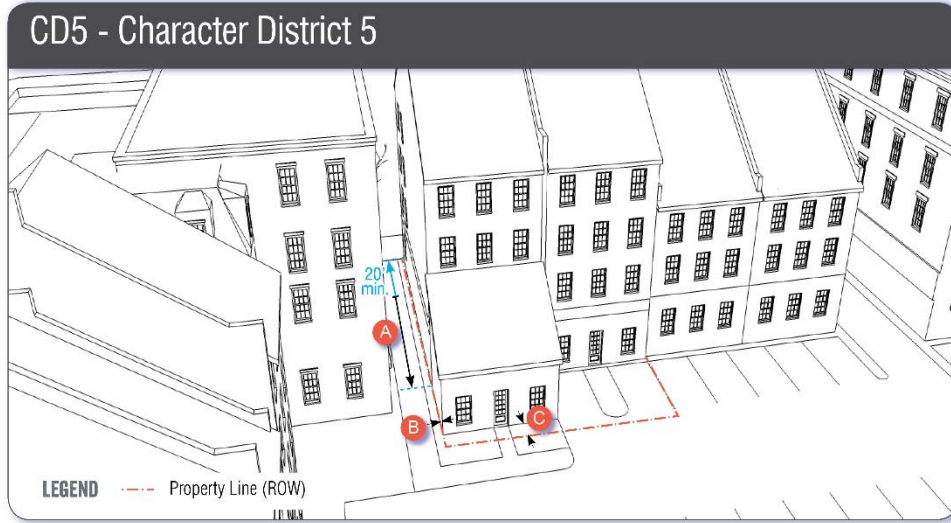 CD5 - Character District 5
20
min.
A
B
C
LEGEND
Property Line (ROW)